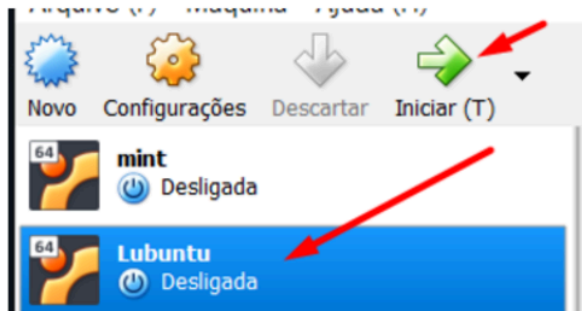 Novo Configurações Descartar Iniciar (T)
64 mint
Desligada
64 Lubuntu
Desligada